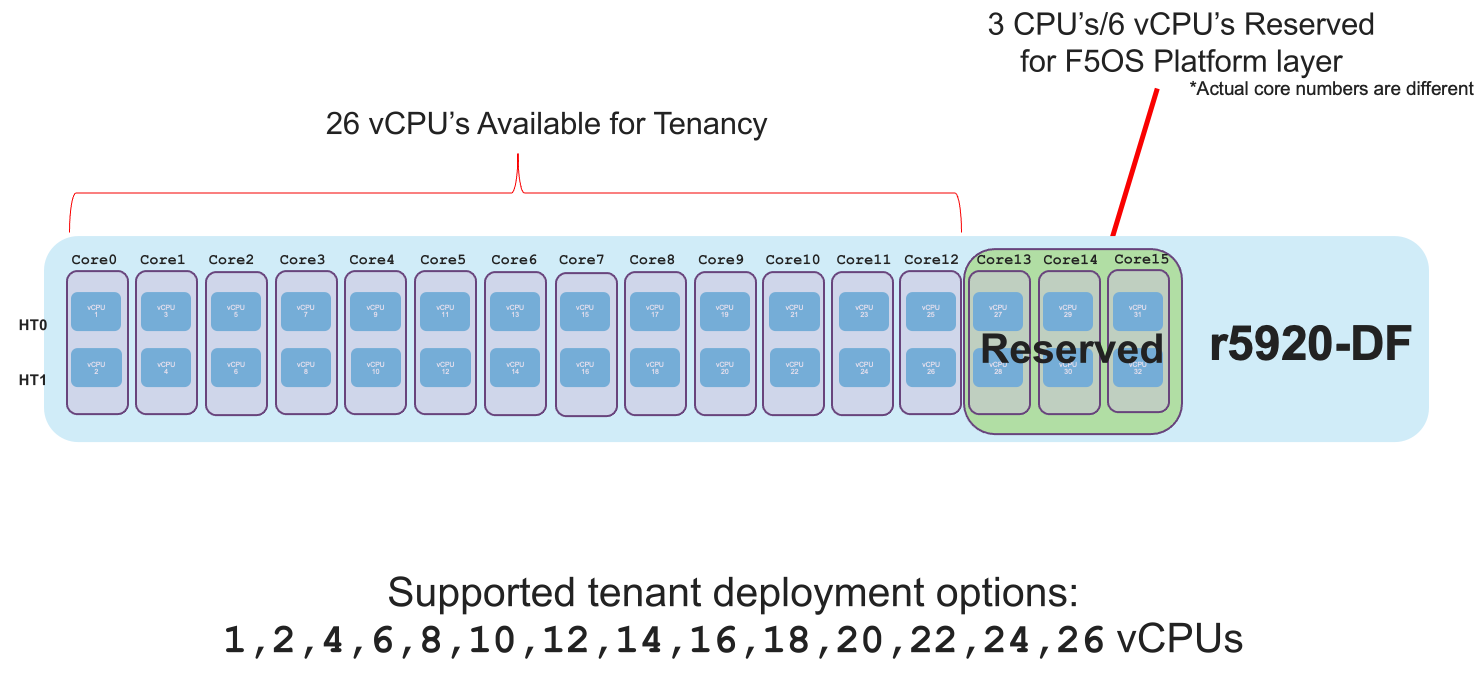 3 CPU’s/6 vCPU’s Reserved
for F5OS Platform layer
*Actual core numbers are different
26 vCPU’s Available for Tenancy
Core0 Core1 Core2 Core3 Core4 Core5 Core6 Core7 Core8 Core9 Core10 Core11 Core12 Core13 Core14 Core15
vCPU vCPU vCPU vCPU vCPU vCPU vCPU vCPU vCPU vCPU vCPU vCPU vCPU vCPU vCPU vCPU
1 3 5 7 9 11 13 15 17 19 21 23 25 27 29 31
HT0
Reserved
r5920-DF
vCPU vCPU vCPU vCPU vCPU vCPU vCPU vCPU vCPU vCPU vCPU vCPU vCPU vCPU vCPU vCPU
2 4 6 8 10 12 14 16 18 20 22 24 26 28 30 32
HT1
Supported tenant deployment options:
1,2,4,6,8,10,12,14,16,18,20,22,24,26 vCPUs